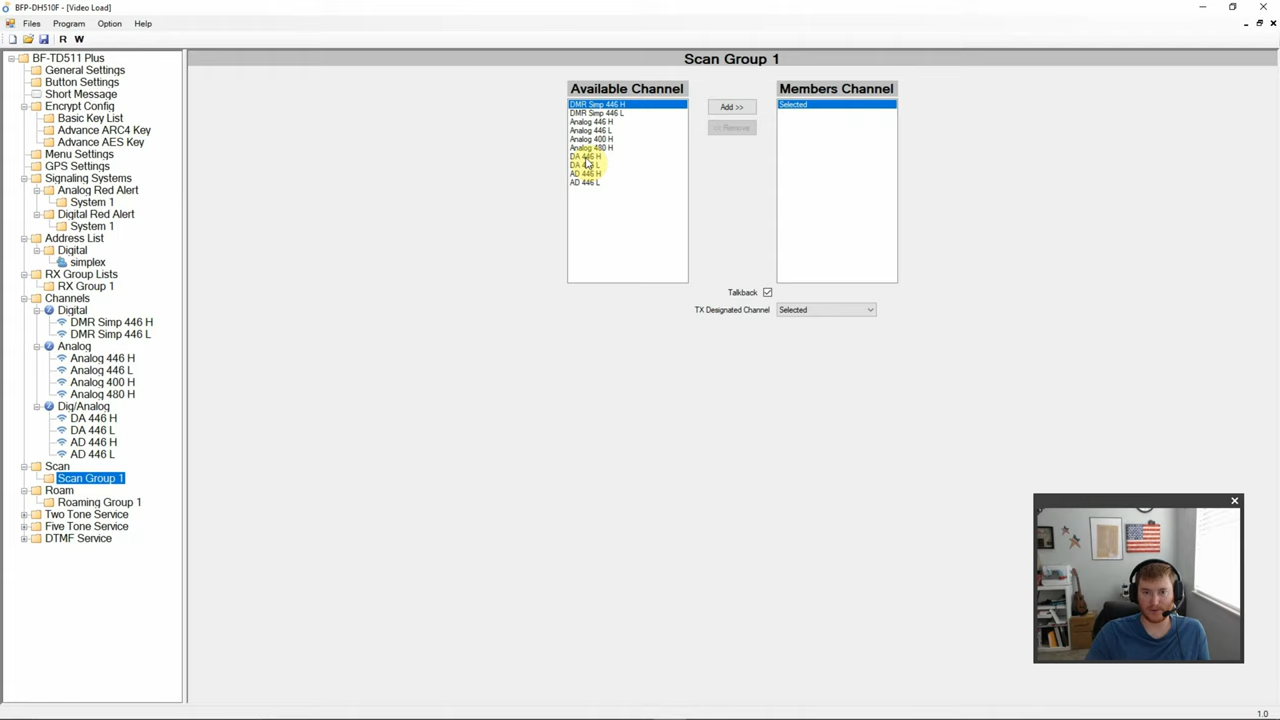 BFP-DH510F - [Video Load]
Files Program Option Help
R W
BF-TD511 Plus
General Settings
Button Settings
Short Message
Encrypt Config
Basic Key List
Advance ARC4 Key
Advance AES Key
Menu Settings
GPS Settings
Signaling Systems
Analog Red Alert
System 1
Digital Red Alert
System 1
Address List
Digital
simplex
RX Group Lists
RX Group 1
Channels
Digital
DMR Simp 446 H
DMR Simp 446 L
Analog
Analog 446 H
Analog 446 L
Analog 400 H
Analog 480 H
Dig/Analog
DA 446 H
DA 446 L
AD 446 H
AD 446 L
Scan
Scan Group 1
Roam
Roaming Group 1
Two Tone Service
Five Tone Service
DTMF Service
Scan Group 1
Available Channel
DMR Simp 446 H
DMR Simp 446 L
Analog 446 H
Analog 446 L
Analog 400 H
Analog 480 H
DA 446 H
DA 446 L
AD 446 H
AD 446 L
Add >>
<< Remove
Members Channel
Selected
Talkback
TX Designated Channel Selected
1.0